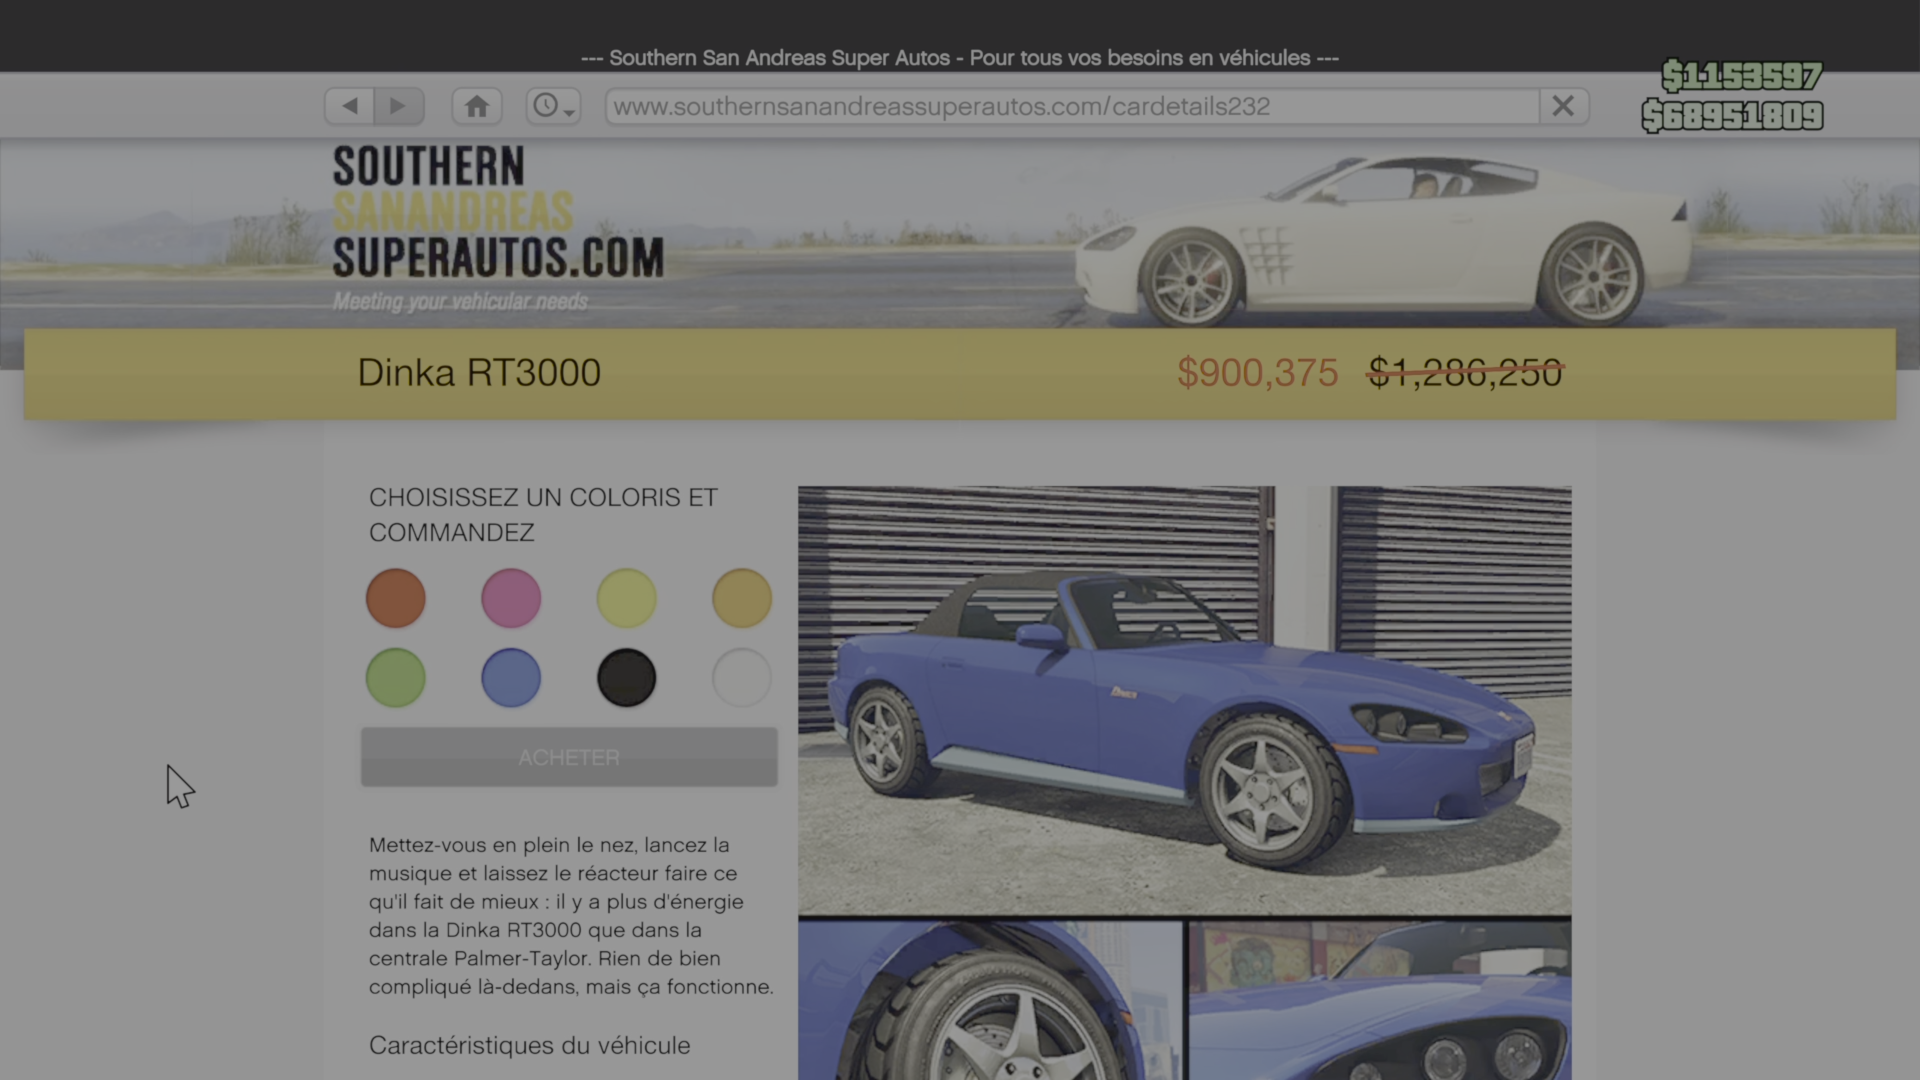 --- Southern San Andreas Super Autos - Pour tous vos besoins en véhicules ---
$1153597
www.southernsanandreassuperautos.com/cardetails232
$68951809
SOUTHERN
SANANDREAS
SUPERAUTOS.COM
Meeting your vehicular needs
Dinka RT3000
$900,375 $1,286,250
CHOISISSEZ UN COLORIS ET
COMMANDEZ
ACHETER
Mettez-vous en plein le nez, lancez la
musique et laissez le réacteur faire ce
qu'il fait de mieux : il y a plus d'énergie
dans la Dinka RT3000 que dans la
centrale Palmer-Taylor. Rien de bien
compliqué là-dedans, mais ça fonctionne.
Caractéristiques du véhicule